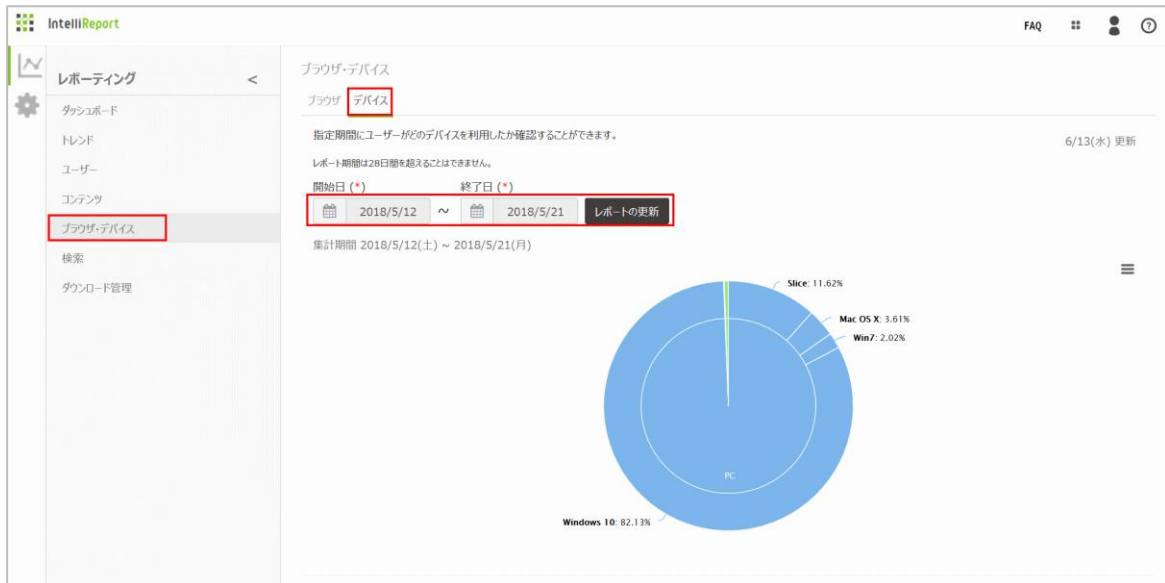 IntelliReport
FAQ
レポーティング <
ダッシュボード
トレンド
ユーザー
コンテンツ
ブラウザ・デバイス
検索
ダウンロード管理
ブラウザ・デバイス
ブラウザ デバイス
指定期間にユーザーがどのデバイスを利用したか確認することができます。
6/13(水) 更新
レポート期間は28日間を超えることはできません。
開始日 (*) 終了日 (*)
2018/5/12 ~ 2018/5/21 レポートの更新
集計期間 2018/5/12(土) ~ 2018/5/21(月)
Slice: 11.62%
Mac OS X: 3.61%
Win7: 2.02%
PC
Windows 10: 82.13%